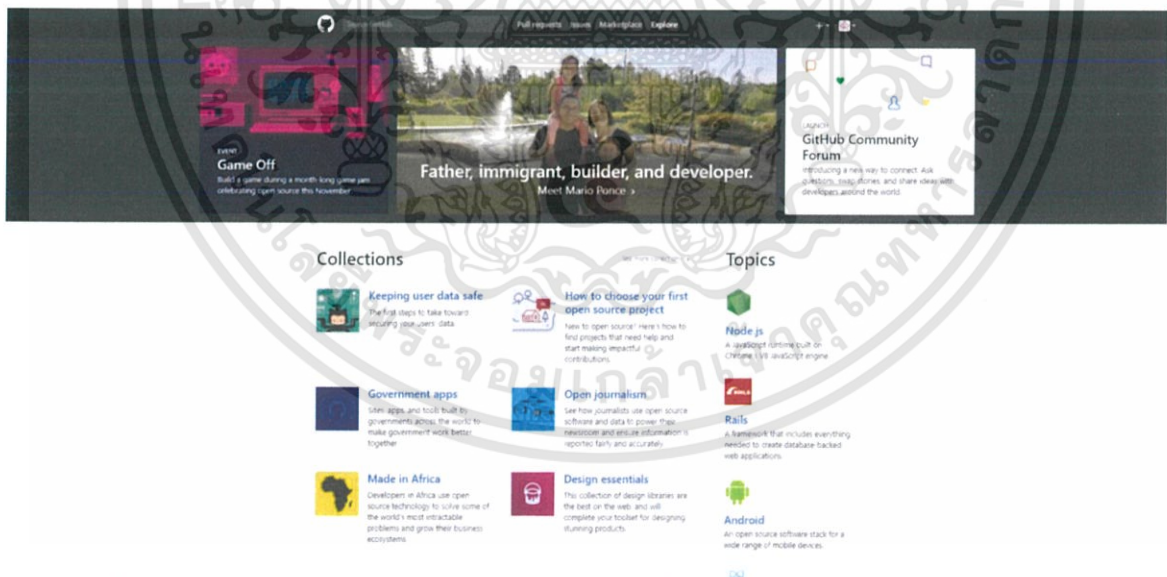 Search GitHub
Pull requests Issues Marketplace Explore
EVENT
Game Off
Build a game during a month-long game jam
celebrating open source this November.
Father, immigrant, builder, and developer.
Meet Mario Ponce ›
LAUNCH
GitHub Community
Forum
Introducing a new way to connect. Ask
questions, swap stories, and share ideas with
developers around the world.
Collections
Keeping user data safe
The first steps to take toward
securing your users' data.
How to choose your first
open source project
New to open source? Here's how to
find projects that need help and
start making impactful
contributions.
Government apps
Sites, apps, and tools built by
governments across the world to
make government work better
together.
Open journalism
See how journalists use open source
software and data to power their
newsroom and ensure information is
reported fairly and accurately.
Made in Africa
Developers in Africa use open
source technology to solve some of
the world's most intractable
problems and grow their business
ecosystems.
Design essentials
This collection of design libraries are
the best on the web, and will
complete your toolset for designing
stunning products.
Topics
Node.js
A JavaScript runtime built on
Chrome's V8 JavaScript engine.
Rails
A framework that includes everything
needed to create database-backed
web applications.
Android
An open source software stack for a
wide range of mobile devices.